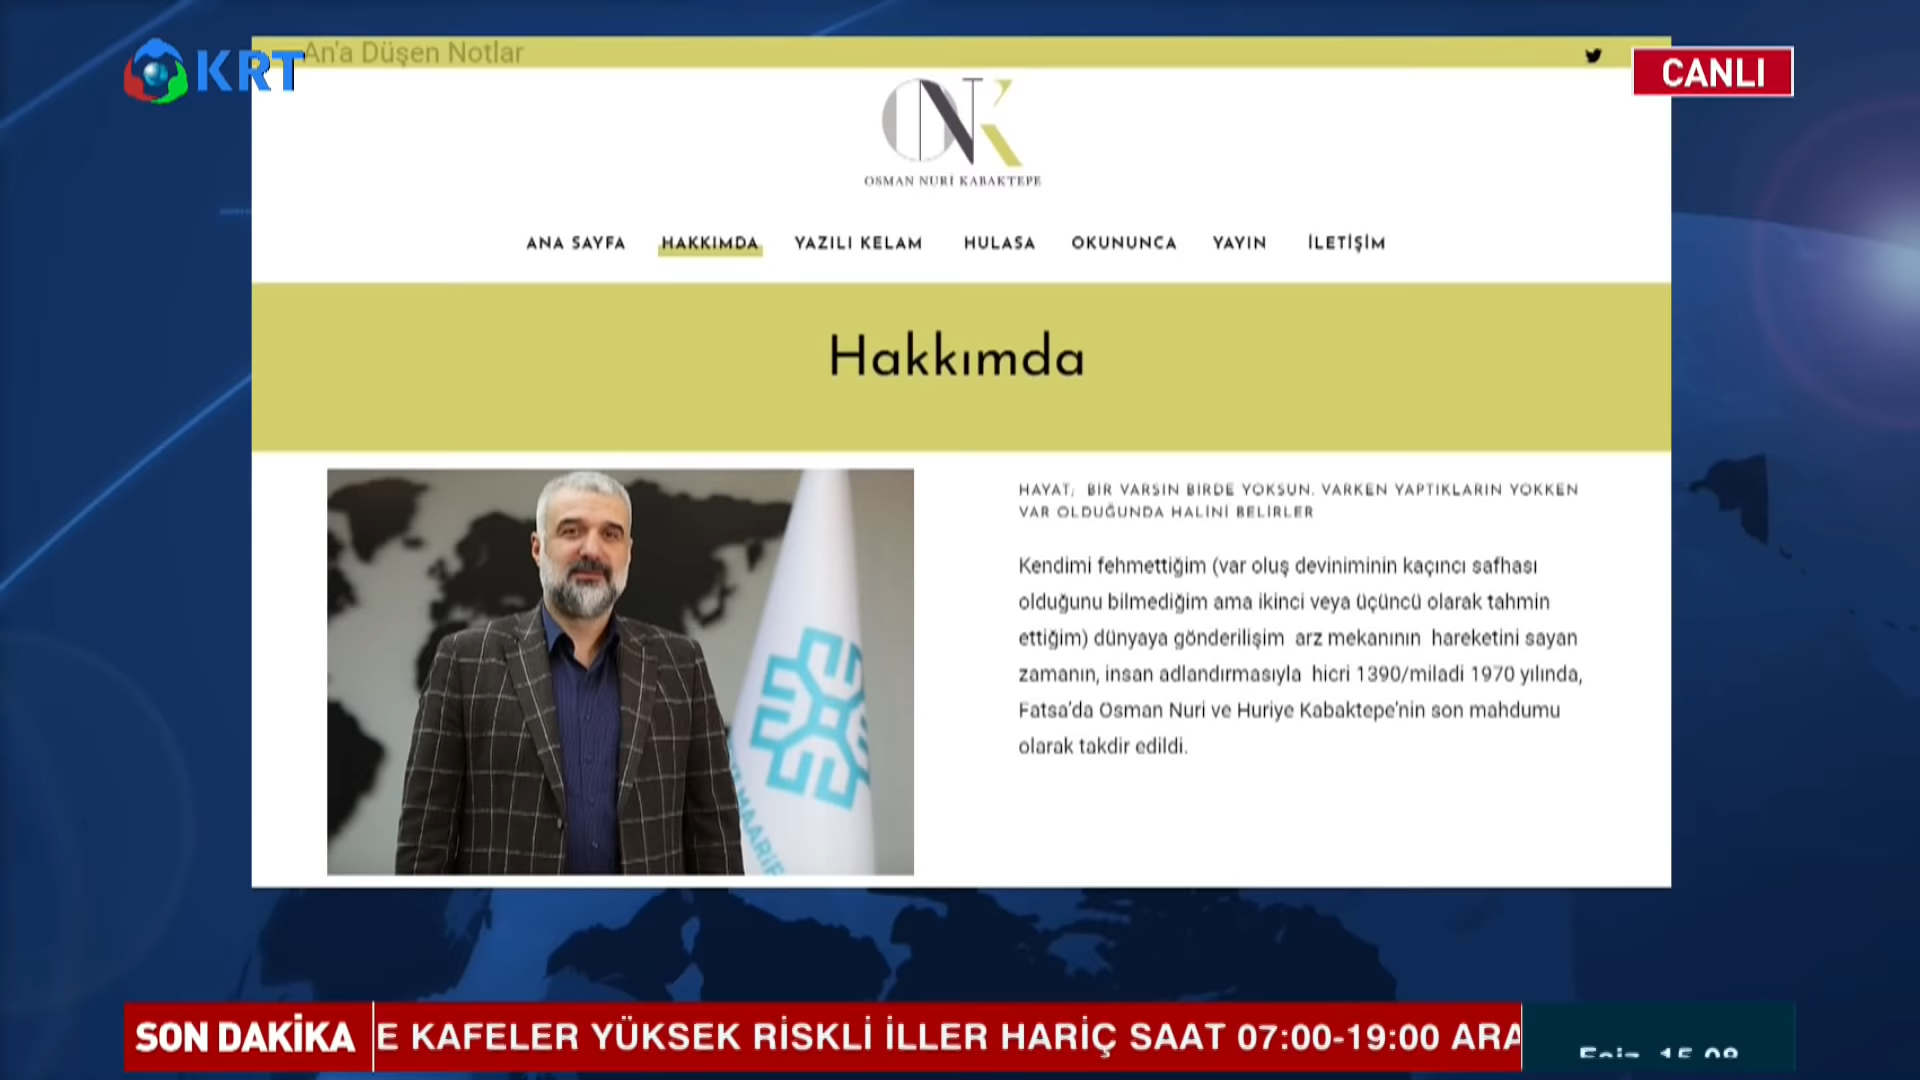 An'a Düşen Notlar
KRT
CANLI
ONK
OSMAN NURİ KABAKTEPE
ANA SAYFA HAKKIMDA YAZILI KELAM HULASA OKUNUNCA YAYIN İLETİŞİM
Hakkımda
HAYAT; BİR VARSIN BİRDE YOKSUN. VARKEN YAPTIKLARIN YOKKEN
VAR OLDUĞUNDA HALİNİ BELİRLER
Kendimi fehmettiğim (var oluş deviniminin kaçıncı safhası
olduğunu bilmediğim ama ikinci veya üçüncü olarak tahmin
ettiğim) dünyaya gönderilişim arz mekanının hareketini sayan
zamanın, insan adlandırmasıyla hicri 1390/miladi 1970 yılında,
Fatsa'da Osman Nuri ve Huriye Kabaktepe'nin son mahdumu
olarak takdir edildi.
MAARİF
SON DAKİKA
E KAFELER YÜKSEK RİSKLİ İLLER HARİÇ SAAT 07:00-19:00 ARA